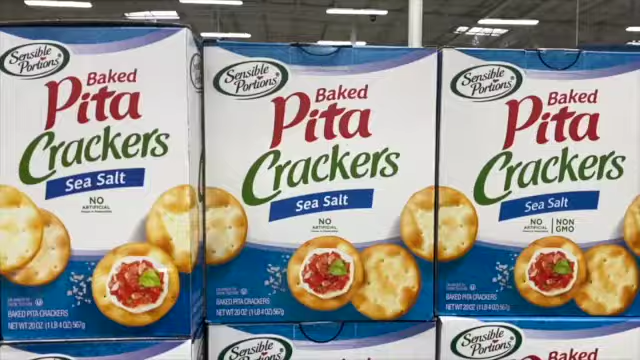 Sensible
Portions
Baked
Pita
Crackers
Sea Salt
NO
ARTIFICIAL
BAKED PITA CRACKERS
NET WT 20 OZ (1 LB 4 OZ) 567g
Sensible
Portions
Baked
Pita
Crackers
Sea Salt
NO
ARTIFICIAL
BAKED PITA CRACKERS
NET WT 20 OZ (1 LB 4 OZ) 567g
Sensible
Portions
Baked
Pita
Crackers
Sea Salt
NO
ARTIFICIAL
NON
GMO
BAKED PITA CRACKERS
NET WT 20 OZ (1 LB 4 OZ) 567g
Sensible
Sensible
Portions
Baked